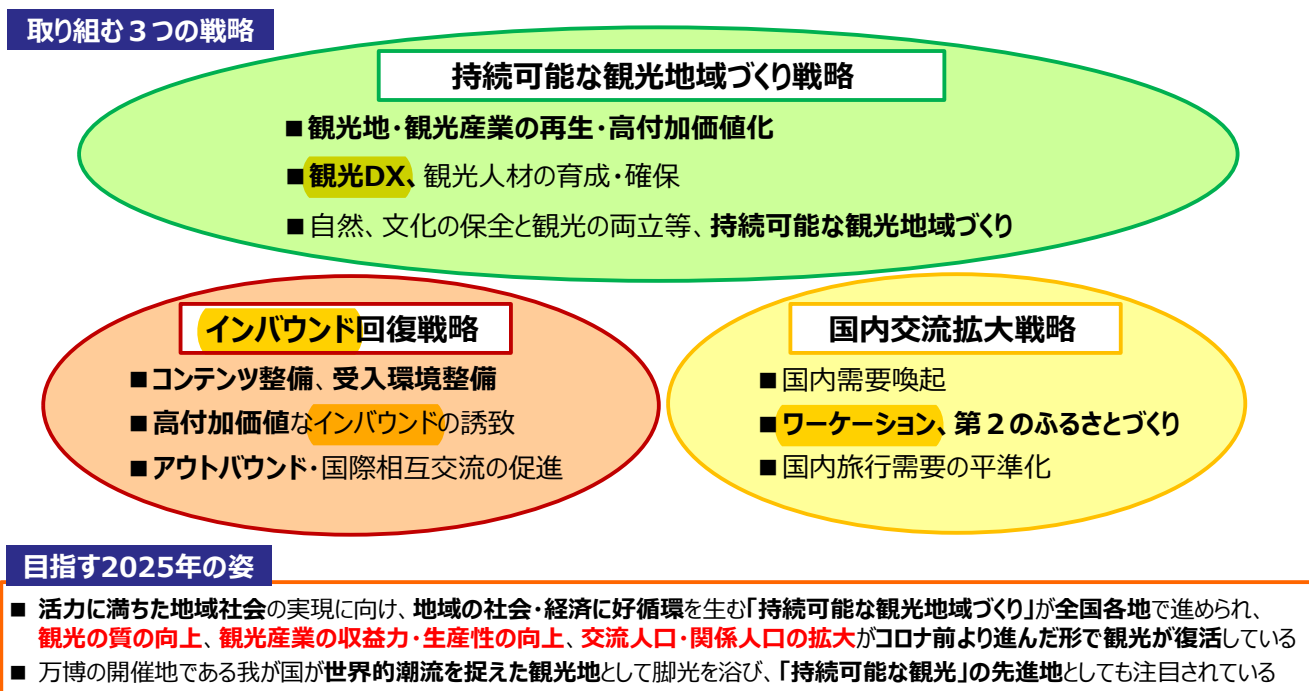 取り組む３つの戦略
持続可能な観光地域づくり戦略
■観光地・観光産業の再生・高付加価値化
■観光DX、観光人材の育成・確保
■自然、文化の保全と観光の両立等、持続可能な観光地域づくり
インバウンド回復戦略
■コンテンツ整備、受入環境整備
■高付加価値なインバウンドの誘致
■アウトバウンド・国際相互交流の促進
国内交流拡大戦略
■国内需要喚起
■ワーケーション、第２のふるさとづくり
■国内旅行需要の平準化
目指す2025年の姿
■ 活力に満ちた地域社会の実現に向け、地域の社会・経済に好循環を生む「持続可能な観光地域づくり」が全国各地で進められ、
観光の質の向上、観光産業の収益力・生産性の向上、交流人口・関係人口の拡大がコロナ前より進んだ形で観光が復活している
■ 万博の開催地である我が国が世界的潮流を捉えた観光地として脚光を浴び、「持続可能な観光」の先進地としても注目されている